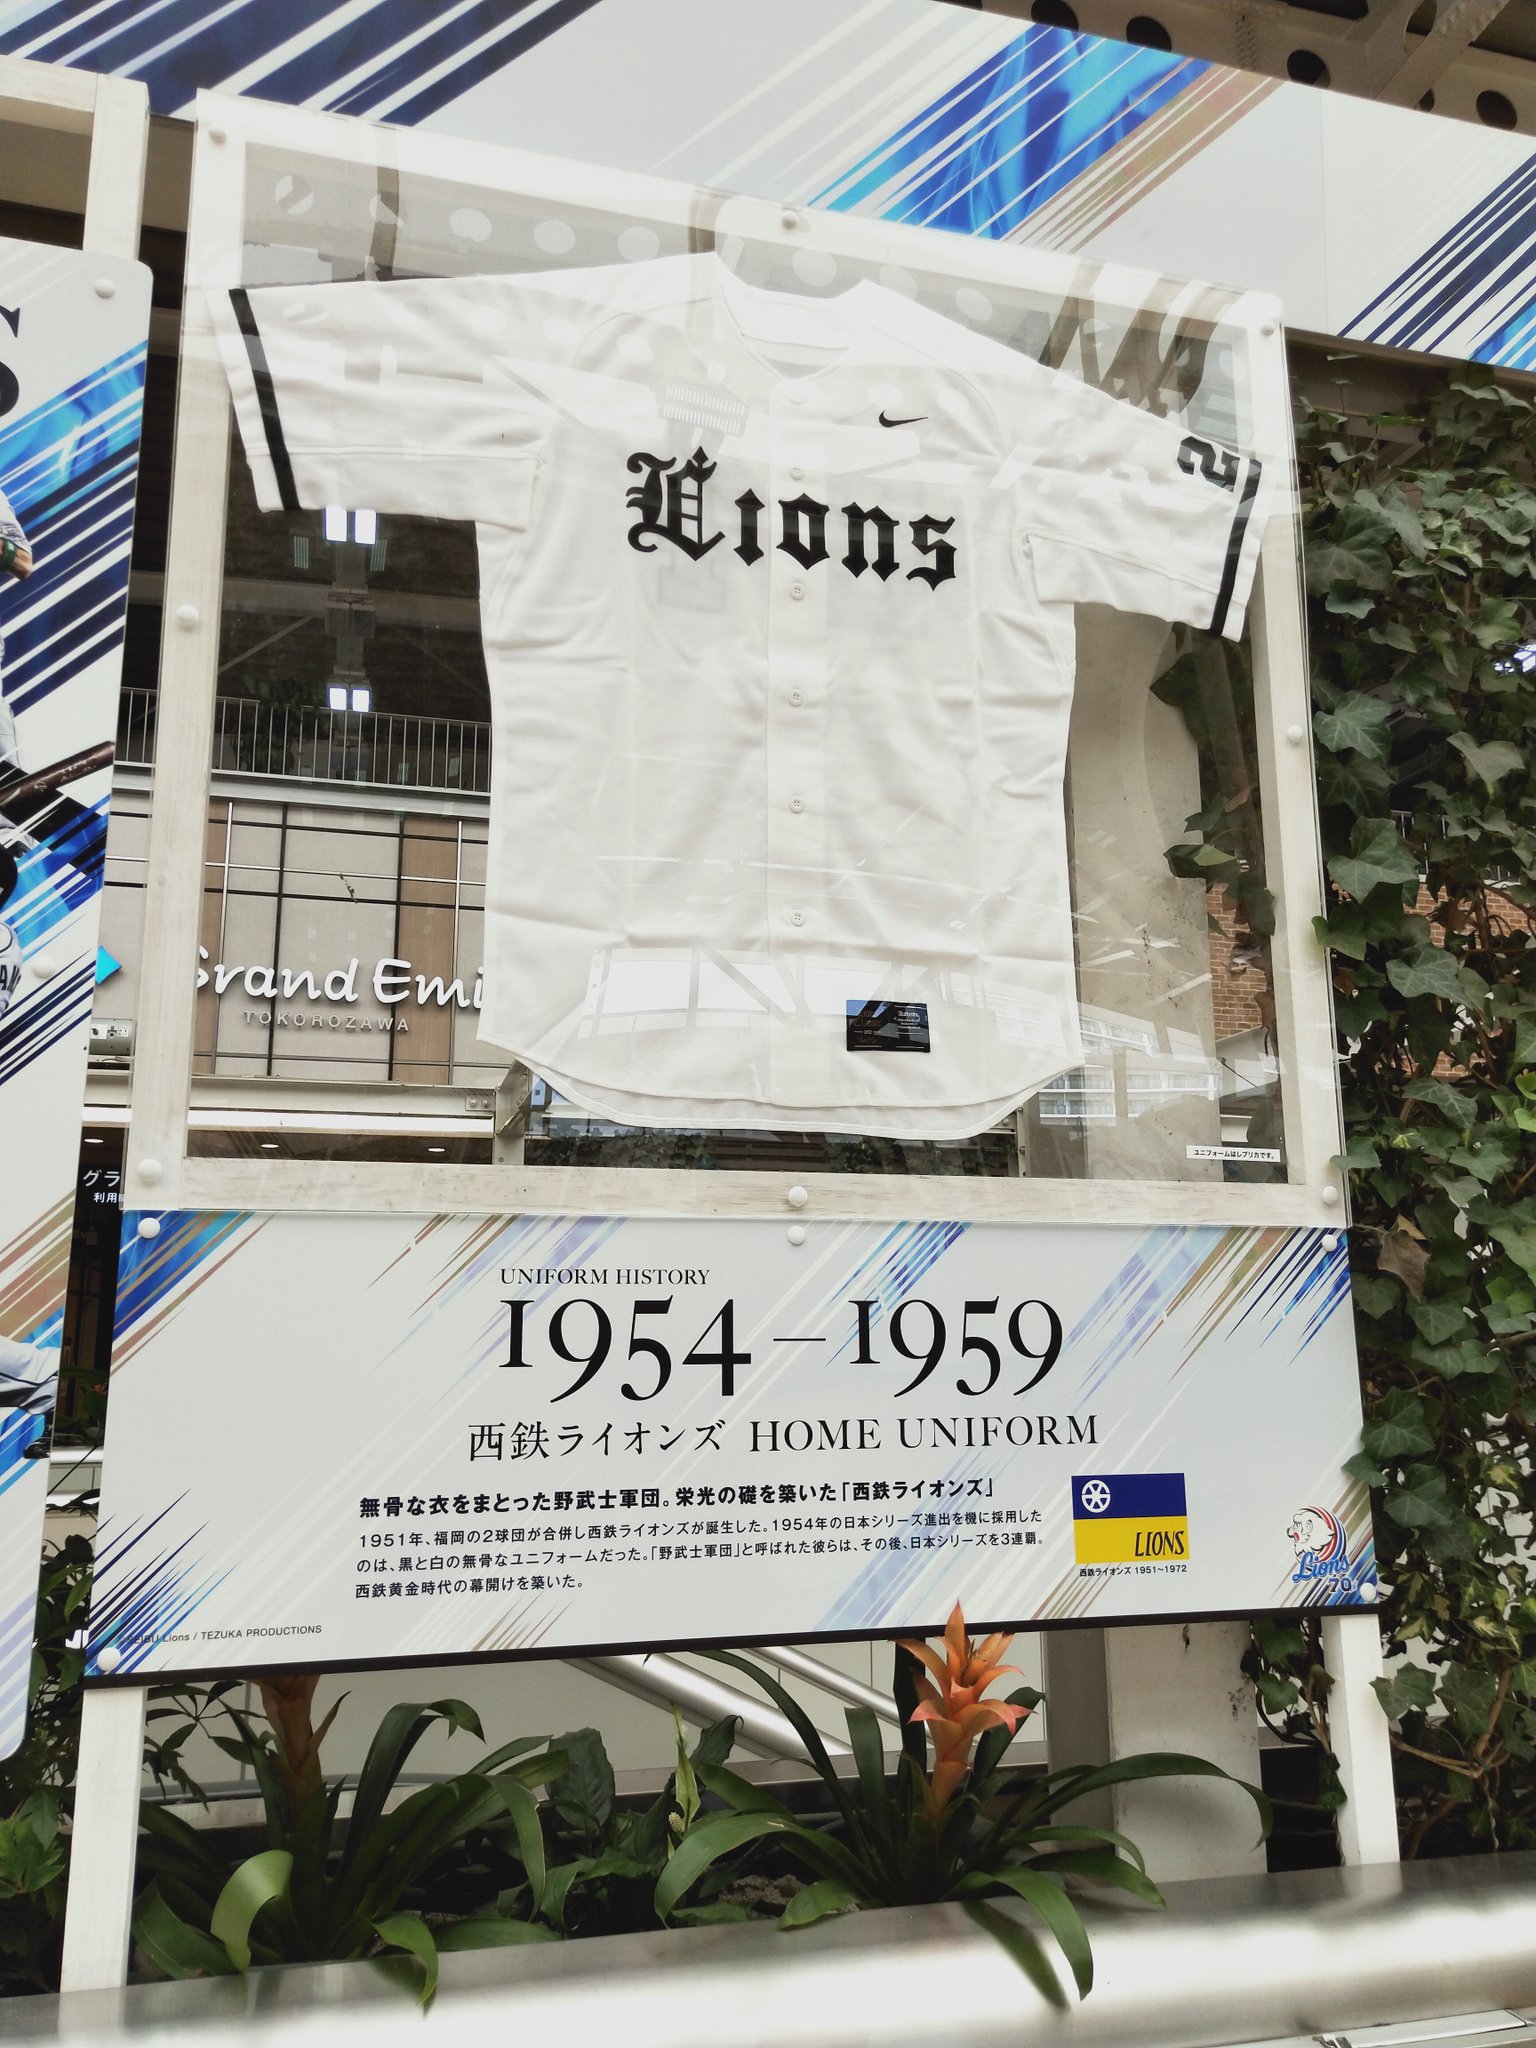 S
Lions
2
Grand Emi
TOKOROZAWA
グラ
利用
ユニフォームはレプリカです。
UNIFORM HISTORY
1954－1959
西鉄ライオンズ HOME UNIFORM
無骨な衣をまとった野武士軍団。栄光の礎を築いた「西鉄ライオンズ」
1951年、福岡の2球団が合併し西鉄ライオンズが誕生した。1954年の日本シリーズ進出を機に採用した
のは、黒と白の無骨なユニフォームだった。「野武士軍団」と呼ばれた彼らは、その後、日本シリーズを3連覇。
西鉄黄金時代の幕開けを築いた。
LIONS
西鉄ライオンズ 1951~1972
Lions
70
SEIBU Lions / TEZUKA PRODUCTIONS